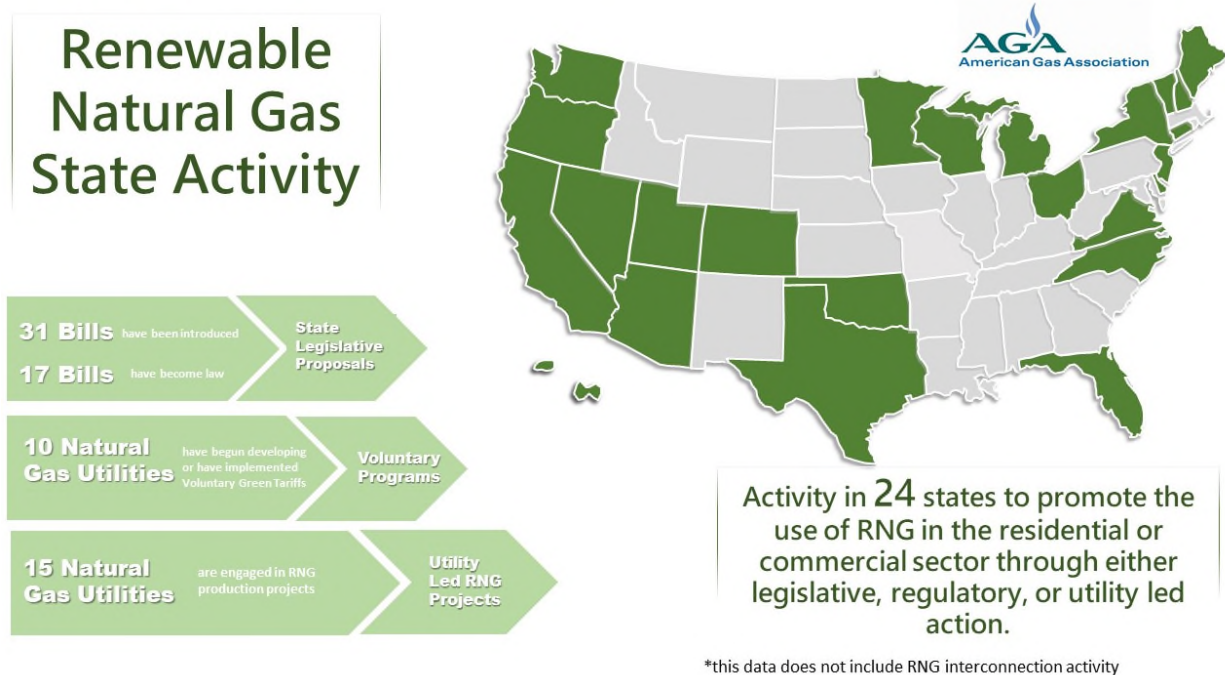 Renewable
Natural Gas
State Activity
AGA
American Gas Association
31 Bills have been introduced
17 Bills have become law
State
Legislative
Proposals
10 Natural
Gas Utilities
have begun developing
or have implemented
Voluntary Green Tariffs
Voluntary
Programs
15 Natural
Gas Utilities
are engaged in RNG
production projects
Utility
Led RNG
Projects
Activity in 24 states to promote the
use of RNG in the residential or
commercial sector through either
legislative, regulatory, or utility led
action.
*this data does not include RNG interconnection activity